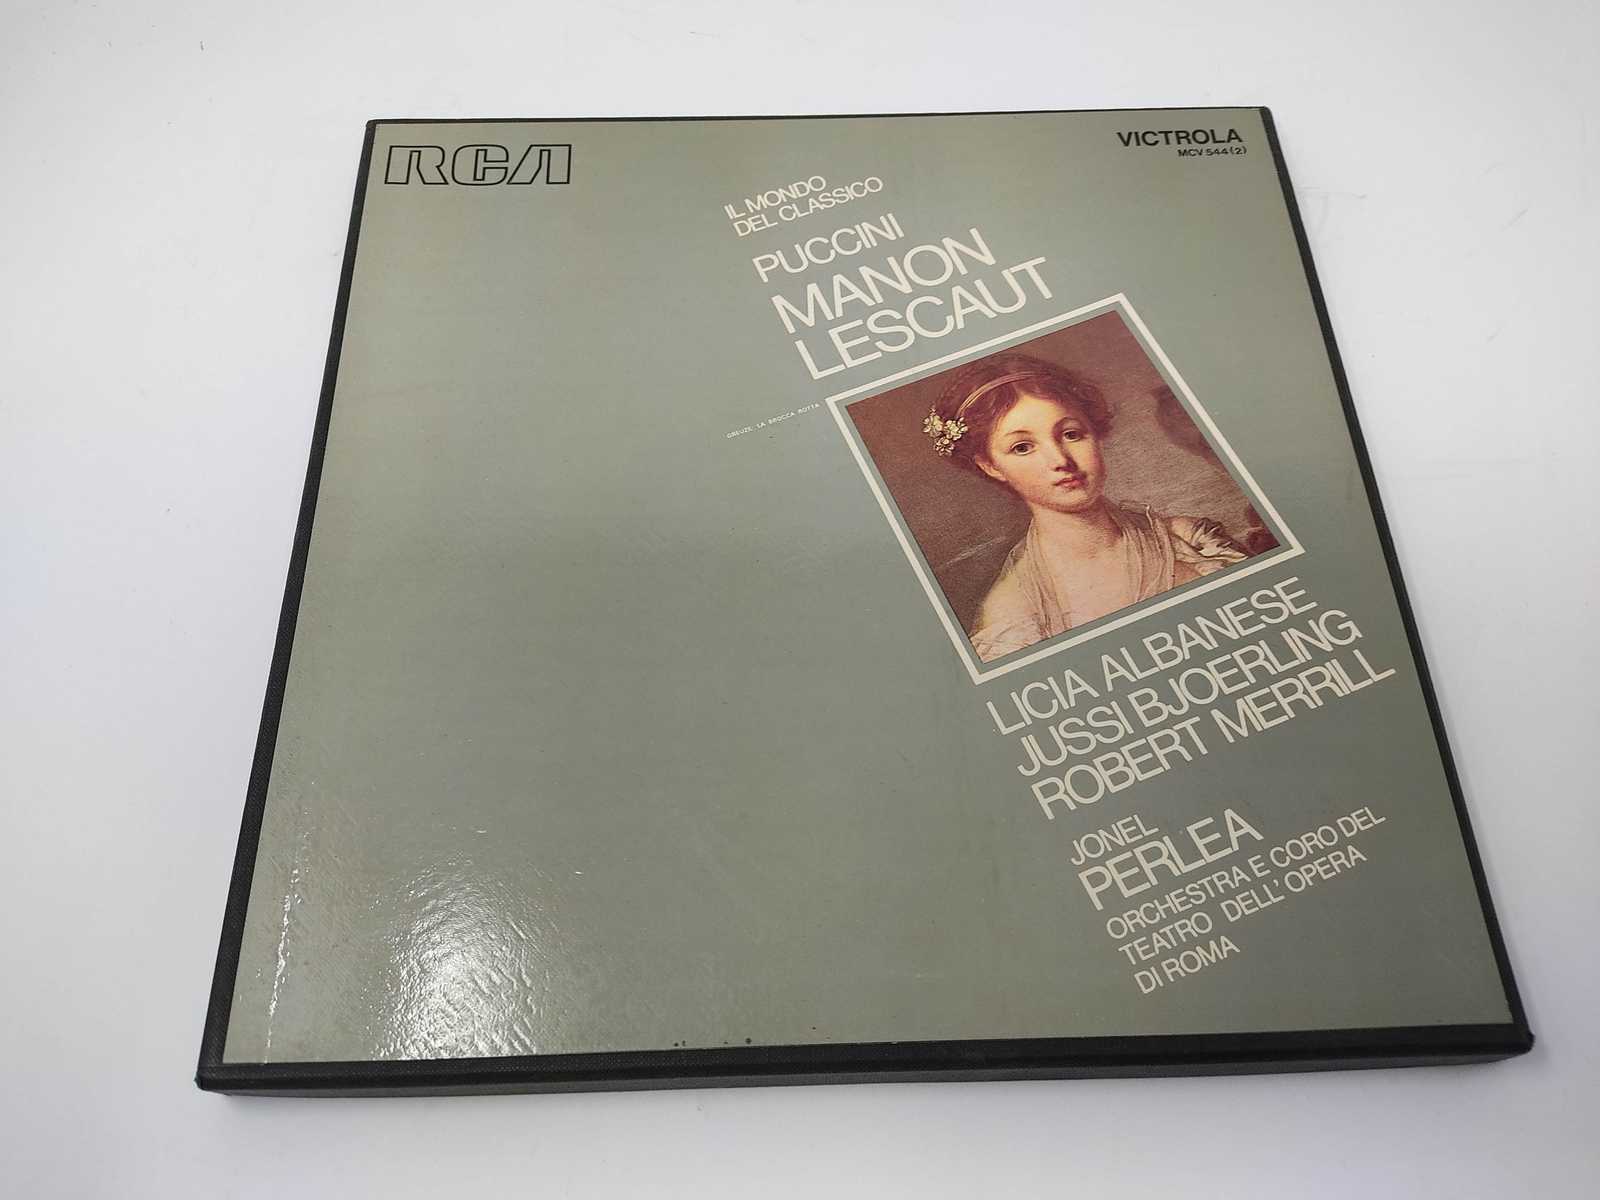 RCA
VICTROLA
MCV 544 (2)
IL MONDO
DEL CLASSICO
PUCCINI
MANON
LESCAUT
GREUZE: LA BROCCA ROTTA
LICIA ALBANESE
JUSSI BJOERLING
ROBERT MERRILL
JONEL
PERLEA
ORCHESTRA E CORO DEL
TEATRO DELL'OPERA
DI ROMA